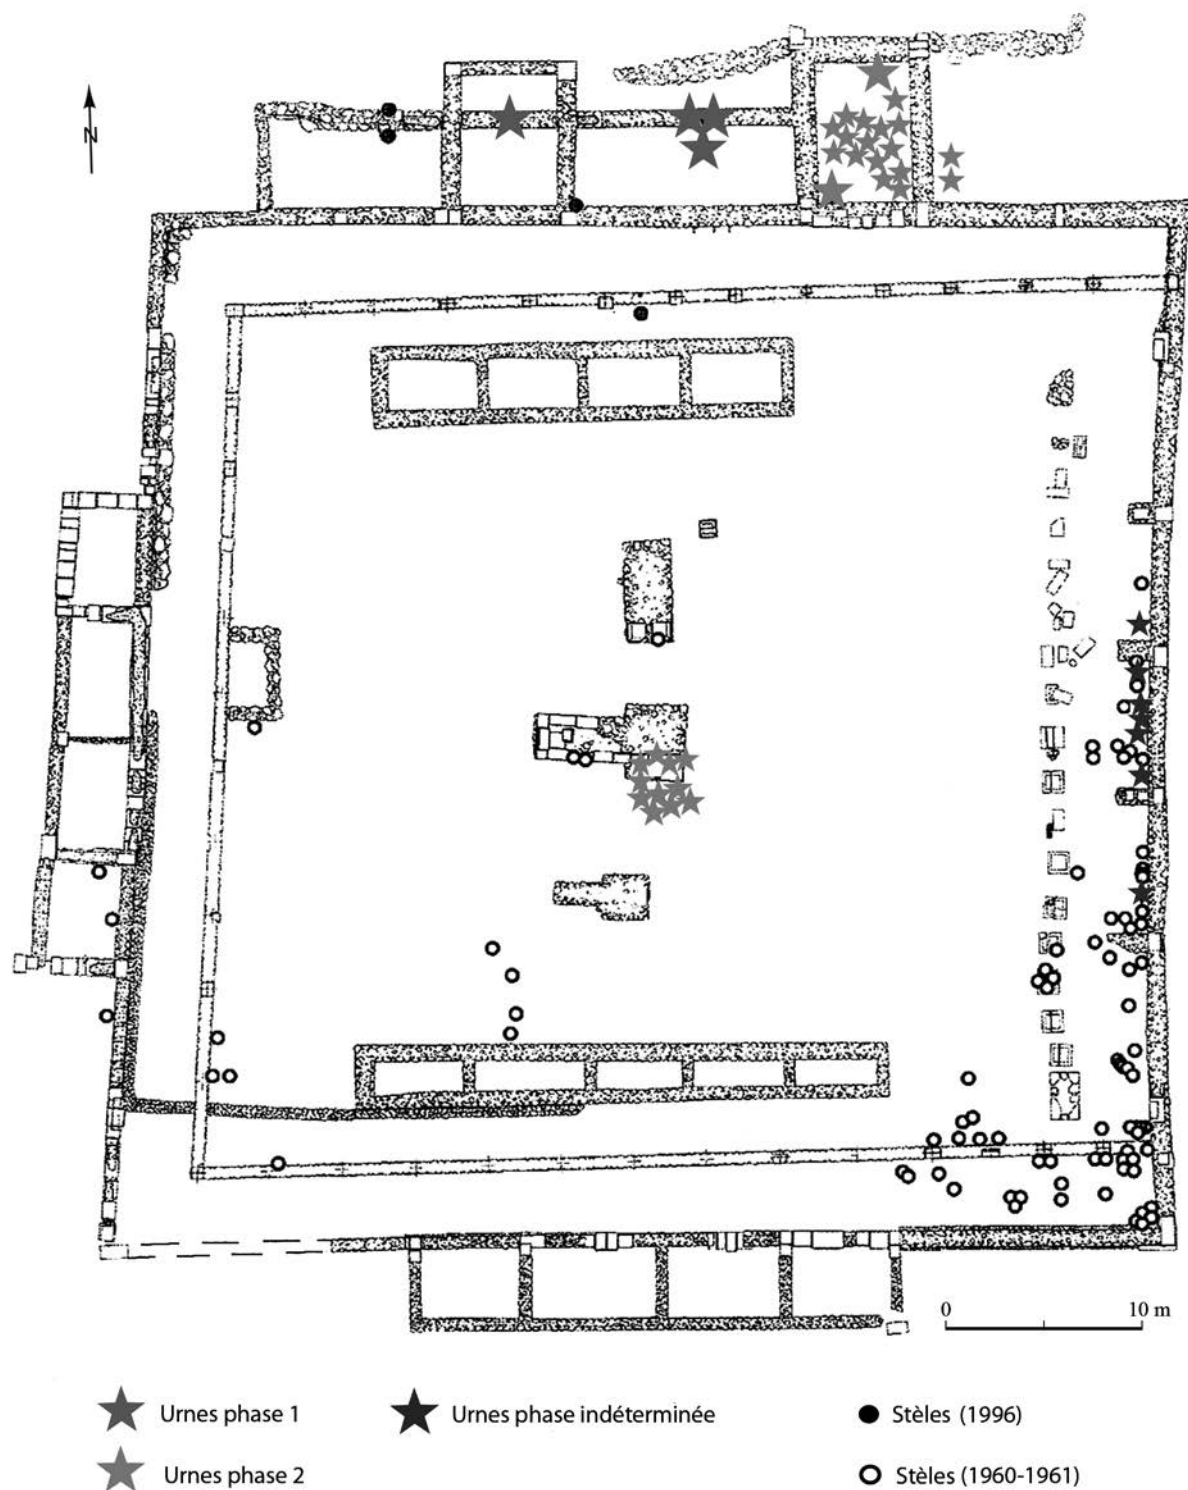 N
0 10 m
Urnes phase 1
Urnes phase indéterminée
Stèles (1996)
Urnes phase 2
Stèles (1960-1961)